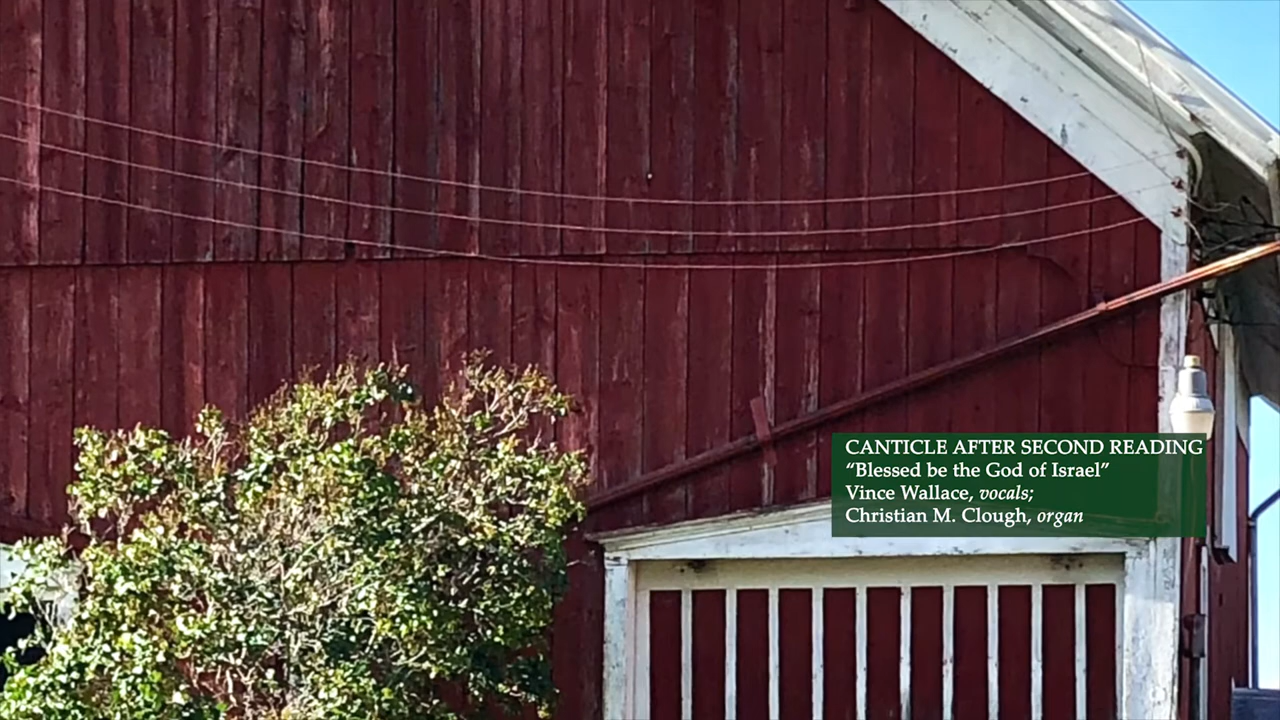 CANTICLE AFTER SECOND READING
“Blessed be the God of Israel”
Vince Wallace, vocals;
Christian M. Clough, organ